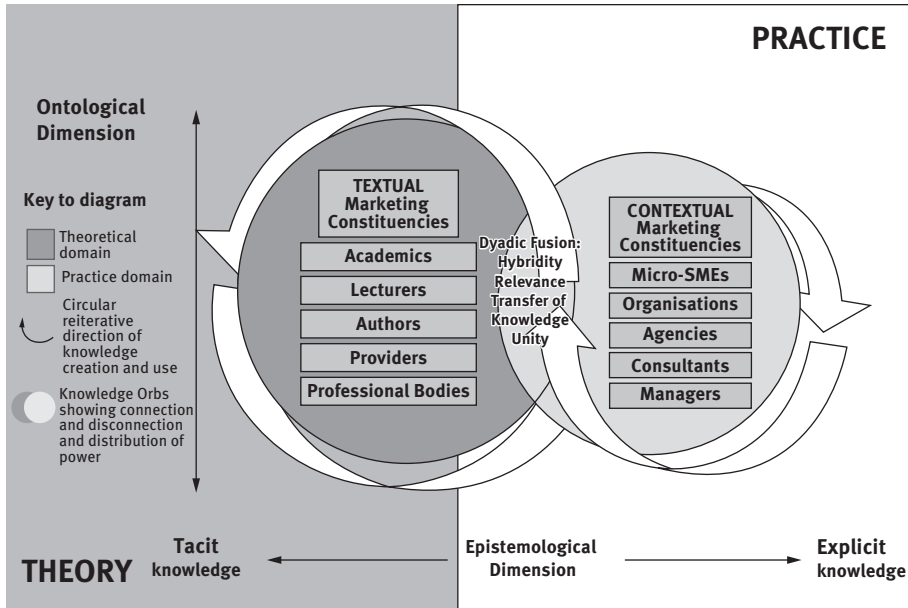 PRACTICE
Ontological
Dimension
Key to diagram
Theoretical
domain
Practice domain
Circular
reiterative
direction of
knowledge
creation and use
Knowledge Orbs
showing connection
and disconnection
and distribution of
power
TEXTUAL
Marketing
Constituencies
Academics
Lecturers
Authors
Providers
Professional Bodies
Dyadic Fusion:
Hybridity
Relevance
Transfer of
Knowledge
Unity
CONTEXTUAL
Marketing
Constituencies
Micro-SMEs
Organisations
Agencies
Consultants
Managers
THEORY
Tacit
knowledge
Epistemological
Dimension
Explicit
knowledge